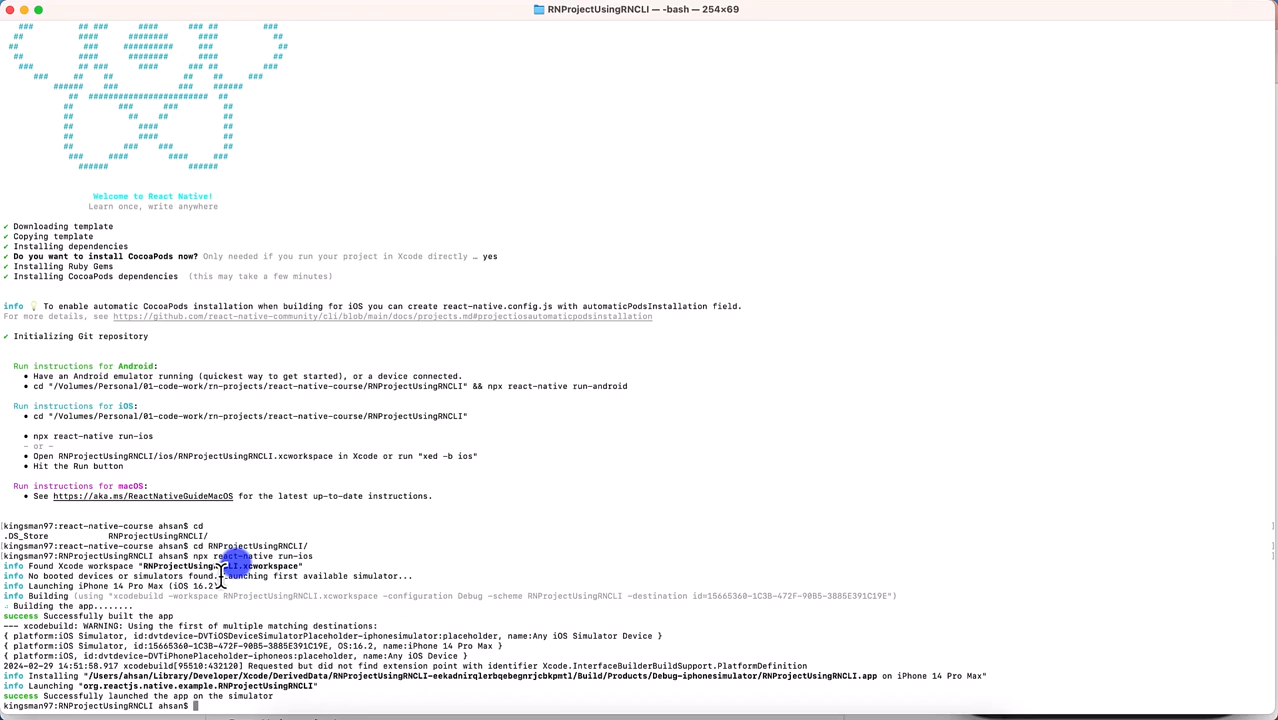 RNProjectUsingRNCLI — -bash — 254×69
### ## ### #### ### ## ###
## #### ######## #### ##
## ### ########## ### ##
## #### ######## #### ##
### ## ### #### ### ## ###
### ## ## ## ## ###
###### ### ### ######
## ######################## ##
## ### ### ##
## ## ## ##
## #### ##
## #### ##
## ### ### ##
### #### #### ###
###### ######
Welcome to React Native!
Learn once, write anywhere
✔ Downloading template
✔ Copying template
✔ Installing dependencies
✔ Do you want to install CocoaPods now? Only needed if you run your project in Xcode directly … yes
✔ Installing Ruby Gems
✔ Installing CocoaPods dependencies (this may take a few minutes)
info 💡 To enable automatic CocoaPods installation when building for iOS you can create react-native.config.js with automaticPodsInstallation field.
For more details, see https://github.com/react-native-community/cli/blob/main/docs/projects.md#projectiosautomaticpodsinstallation
✔ Initializing Git repository
Run instructions for Android:
• Have an Android emulator running (quickest way to get started), or a device connected.
• cd "/Volumes/Personal/01-code-work/rn-projects/react-native-course/RNProjectUsingRNCLI" && npx react-native run-android
Run instructions for iOS:
• cd "/Volumes/Personal/01-code-work/rn-projects/react-native-course/RNProjectUsingRNCLI"
• npx react-native run-ios
- or -
• Open RNProjectUsingRNCLI/ios/RNProjectUsingRNCLI.xcworkspace in Xcode or run "xed -b ios"
• Hit the Run button
Run instructions for macOS:
• See https://aka.ms/ReactNativeGuideMacOS for the latest up-to-date instructions.
[kingsman97:react-native-course ahsan$ cd
.DS_Store RNProjectUsingRNCLI/
[kingsman97:react-native-course ahsan$ cd RNProjectUsingRNCLI/
[kingsman97:RNProjectUsingRNCLI ahsan$ npx react-native run-ios
info Found Xcode workspace "RNProjectUsingRNCLI.xcworkspace"
info No booted devices or simulators found. Launching first available simulator...
info Launching iPhone 14 Pro Max (iOS 16.2)
info Building (using "xcodebuild -workspace RNProjectUsingRNCLI.xcworkspace -configuration Debug -scheme RNProjectUsingRNCLI -destination id=15665360-1C3B-472F-90B5-3885E391C19E")
Building the app........
success Successfully built the app
--- xcodebuild: WARNING: Using the first of multiple matching destinations:
{ platform:iOS Simulator, id:dvtdevice-DVTiOSDeviceSimulatorPlaceholder-iphonesimulator:placeholder, name:Any iOS Simulator Device }
{ platform:iOS Simulator, id:15665360-1C3B-472F-90B5-3885E391C19E, OS:16.2, name:iPhone 14 Pro Max }
{ platform:iOS, id:dvtdevice-DVTiPhonePlaceholder-iphoneos:placeholder, name:Any iOS Device }
2024-02-29 14:51:58.917 xcodebuild[95510:432120] Requested but did not find extension point with identifier Xcode.InterfaceBuilderBuildSupport.PlatformDefinition
info Installing "/Users/ahsan/Library/Developer/Xcode/DerivedData/RNProjectUsingRNCLI-eekadnirqlerbqebegnrjcbkpmtl/Build/Products/Debug-iphonesimulator/RNProjectUsingRNCLI.app on iPhone 14 Pro Max"
info Launching "org.reactjs.native.example.RNProjectUsingRNCLI"
success Successfully launched the app on the simulator
kingsman97:RNProjectUsingRNCLI ahsan$